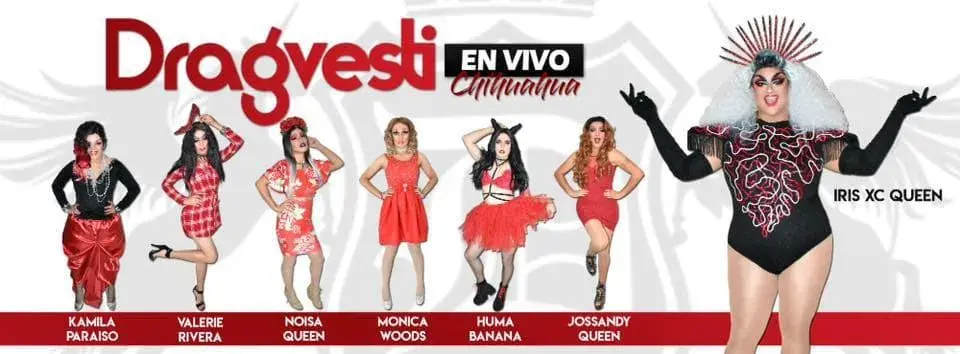 Dragvesti
EN VIVO
Chihuahua
IRIS XC QUEEN
KAMILA
PARAISO
VALERIE
RIVERA
NOISA
QUEEN
MONICA
WOODS
HUMA
BANANA
JOSSANDY
QUEEN